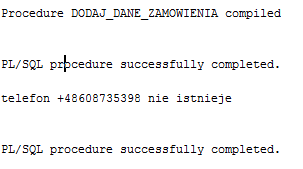 Procedure DODAJ_DANE_ZAMOWIENIA compiled
PL/SQL procedure successfully completed.
telefon +48608735398 nie istnieje
PL/SQL procedure successfully completed.